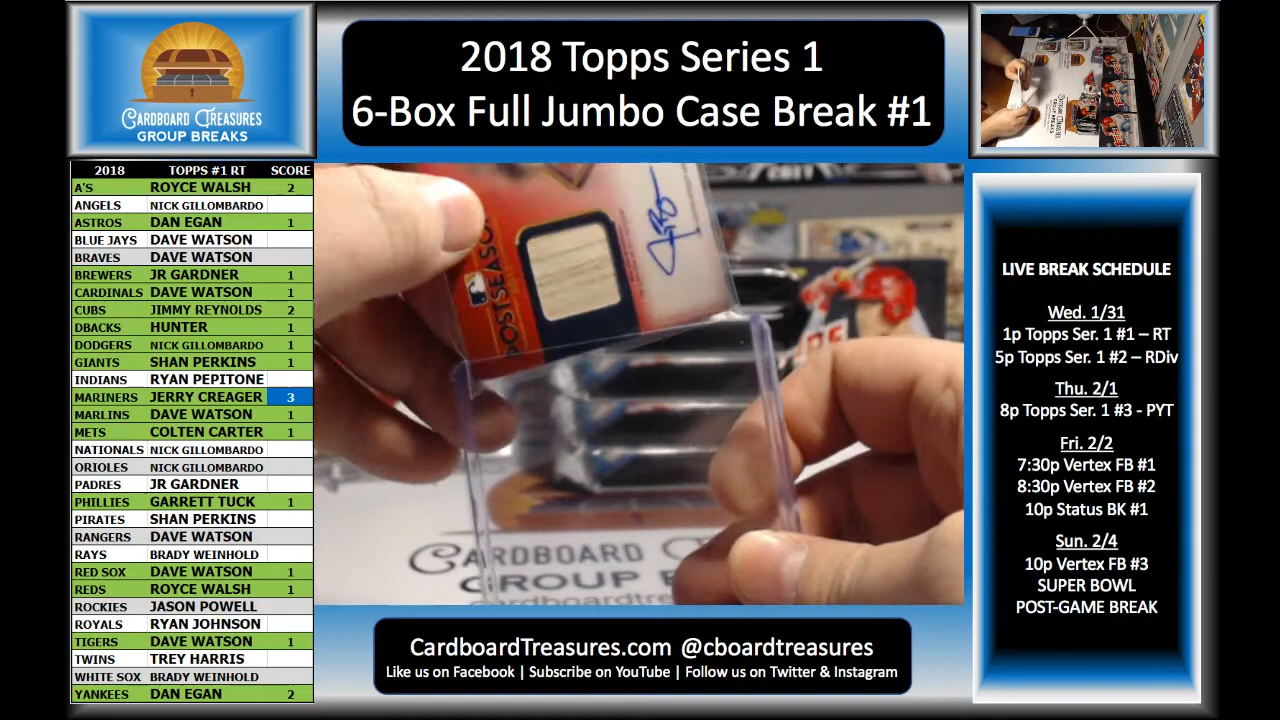 CARDBOARD TREASURES
GROUP BREAKS
2018 Topps Series 1
6-Box Full Jumbo Case Break #1
2018 TOPPS #1 RT SCORE
A'S ROYCE WALSH 2
ANGELS NICK GILLOMBARDO
ASTROS DAN EGAN 1
BLUE JAYS DAVE WATSON
BRAVES DAVE WATSON
BREWERS JR GARDNER 1
CARDINALS DAVE WATSON 1
CUBS JIMMY REYNOLDS 2
DBACKS HUNTER 1
DODGERS NICK GILLOMBARDO 1
GIANTS SHAN PERKINS 1
INDIANS RYAN PEPITONE
MARINERS JERRY CREAGER 3
MARLINS DAVE WATSON 1
METS COLTEN CARTER 1
NATIONALS NICK GILLOMBARDO
ORIOLES NICK GILLOMBARDO
PADRES JR GARDNER
PHILLIES GARRETT TUCK 1
PIRATES SHAN PERKINS
RANGERS DAVE WATSON
RAYS BRADY WEINHOLD
RED SOX DAVE WATSON 1
REDS ROYCE WALSH 1
ROCKIES JASON POWELL
ROYALS RYAN JOHNSON
TIGERS DAVE WATSON 1
TWINS TREY HARRIS
WHITE SOX BRADY WEINHOLD
YANKEES DAN EGAN 2
POSTSEASON
CARDBOARD
GROUP
cardboardtre
LIVE BREAK SCHEDULE
Wed. 1/31
1p Topps Ser. 1 #1 – RT
5p Topps Ser. 1 #2 – RDiv
Thu. 2/1
8p Topps Ser. 1 #3 - PYT
Fri. 2/2
7:30p Vertex FB #1
8:30p Vertex FB #2
10p Status BK #1
Sun. 2/4
10p Vertex FB #3
SUPER BOWL
POST-GAME BREAK
CardboardTreasures.com @cboardtreasures
Like us on Facebook | Subscribe on YouTube | Follow us on Twitter & Instagram